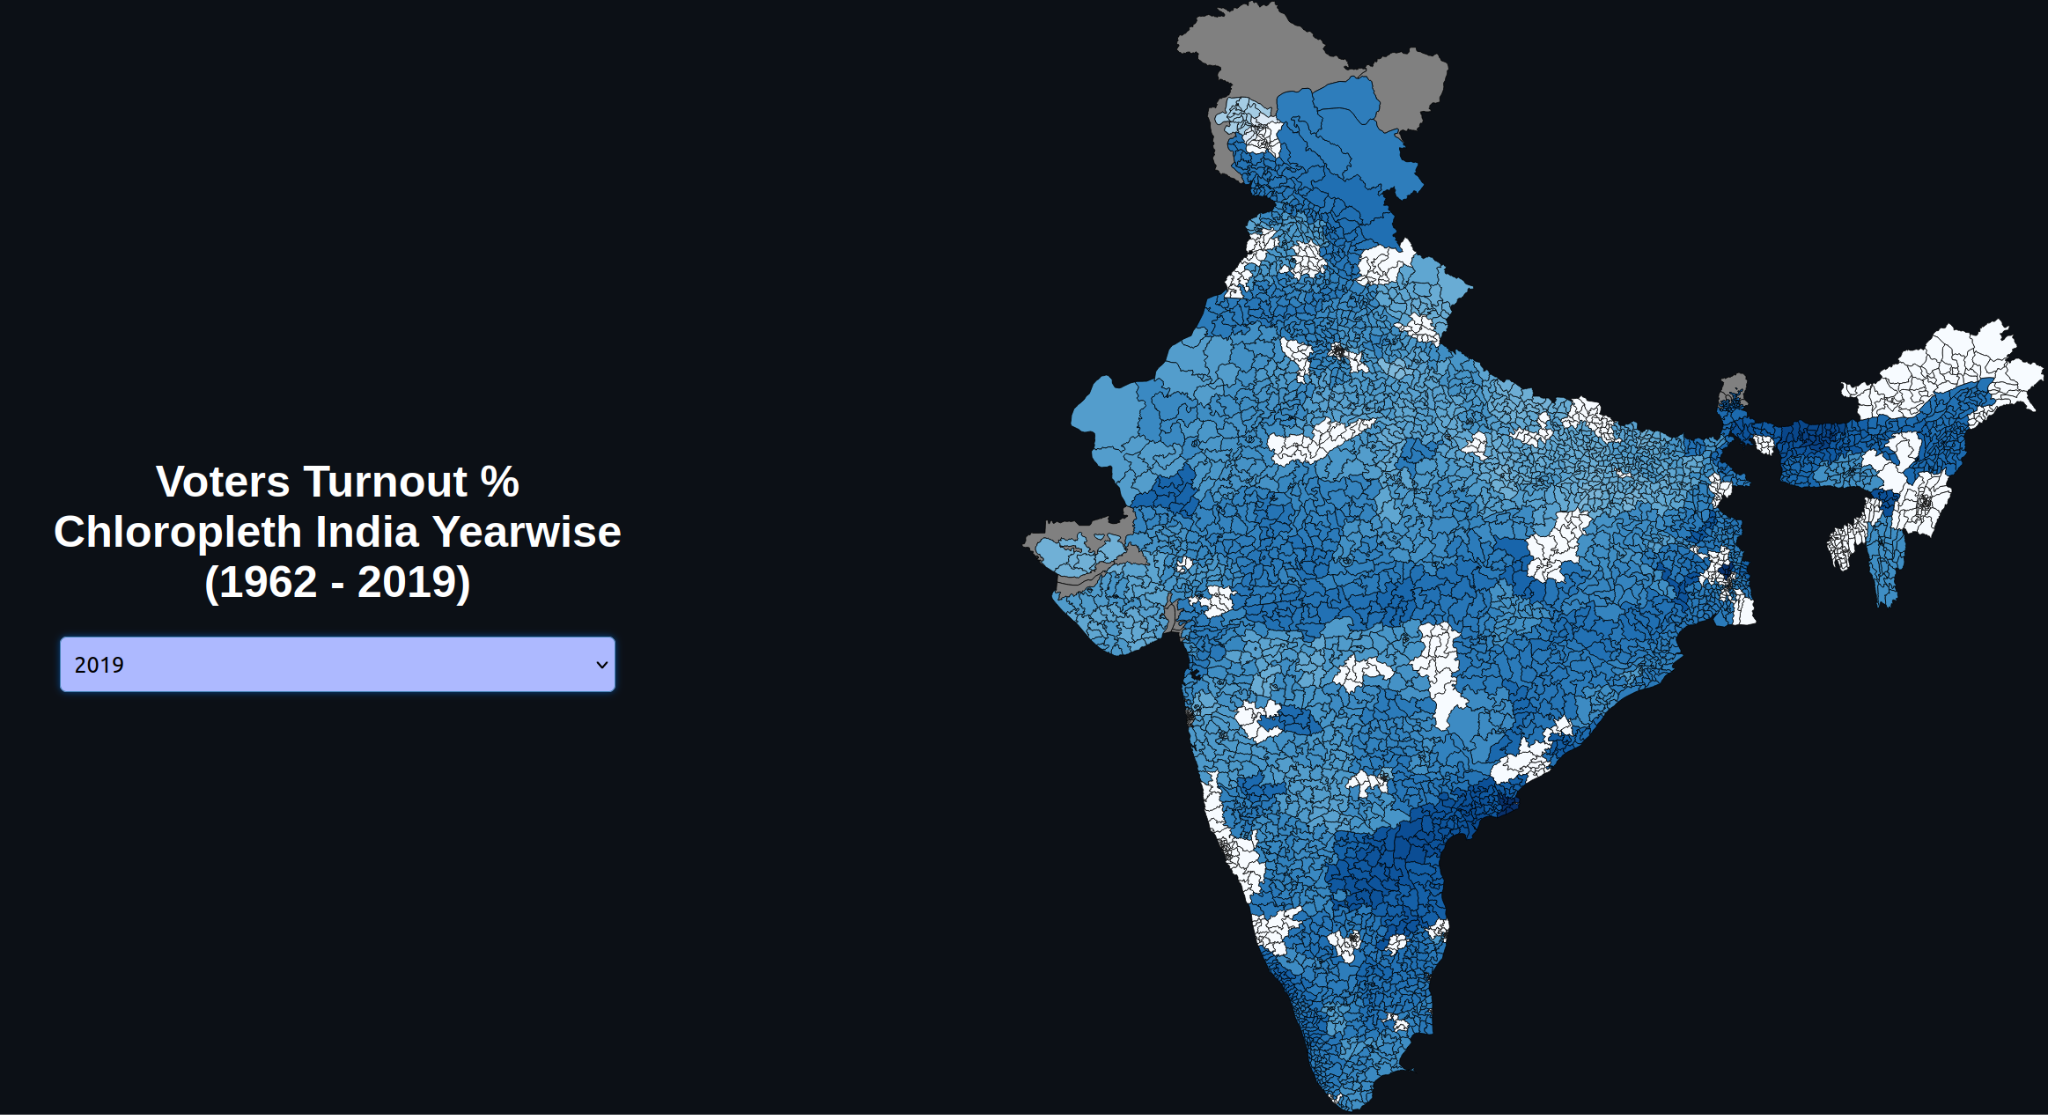 Voters Turnout %
Chloropleth India Yearwise
(1962 - 2019)
2019